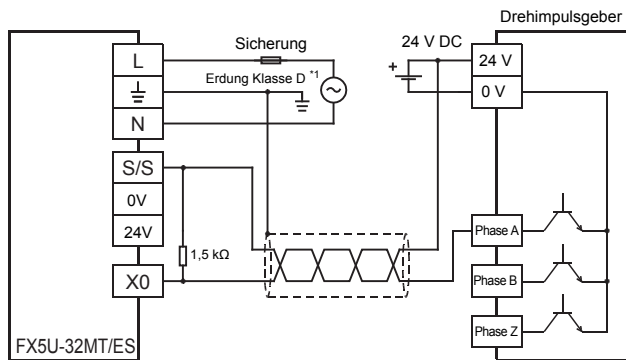 Drehimpulsgeber
L
Sicherung
24 V DC
24 V
Erdung Klasse D *1
+
0 V
N
S/S
0V
24V
1,5 kΩ
X0
Phase A
Phase B
Phase Z
FX5U-32MT/ES